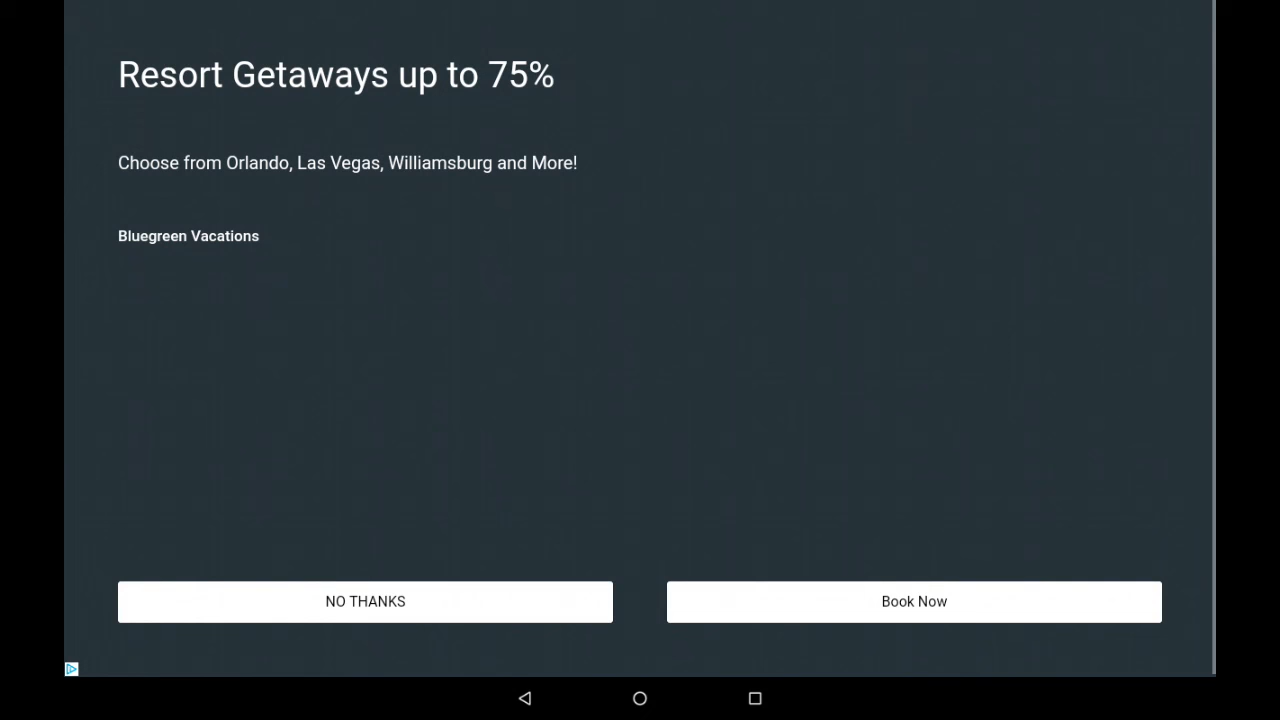 Resort Getaways up to 75%
Choose from Orlando, Las Vegas, Williamsburg and More!
Bluegreen Vacations
NO THANKS
Book Now